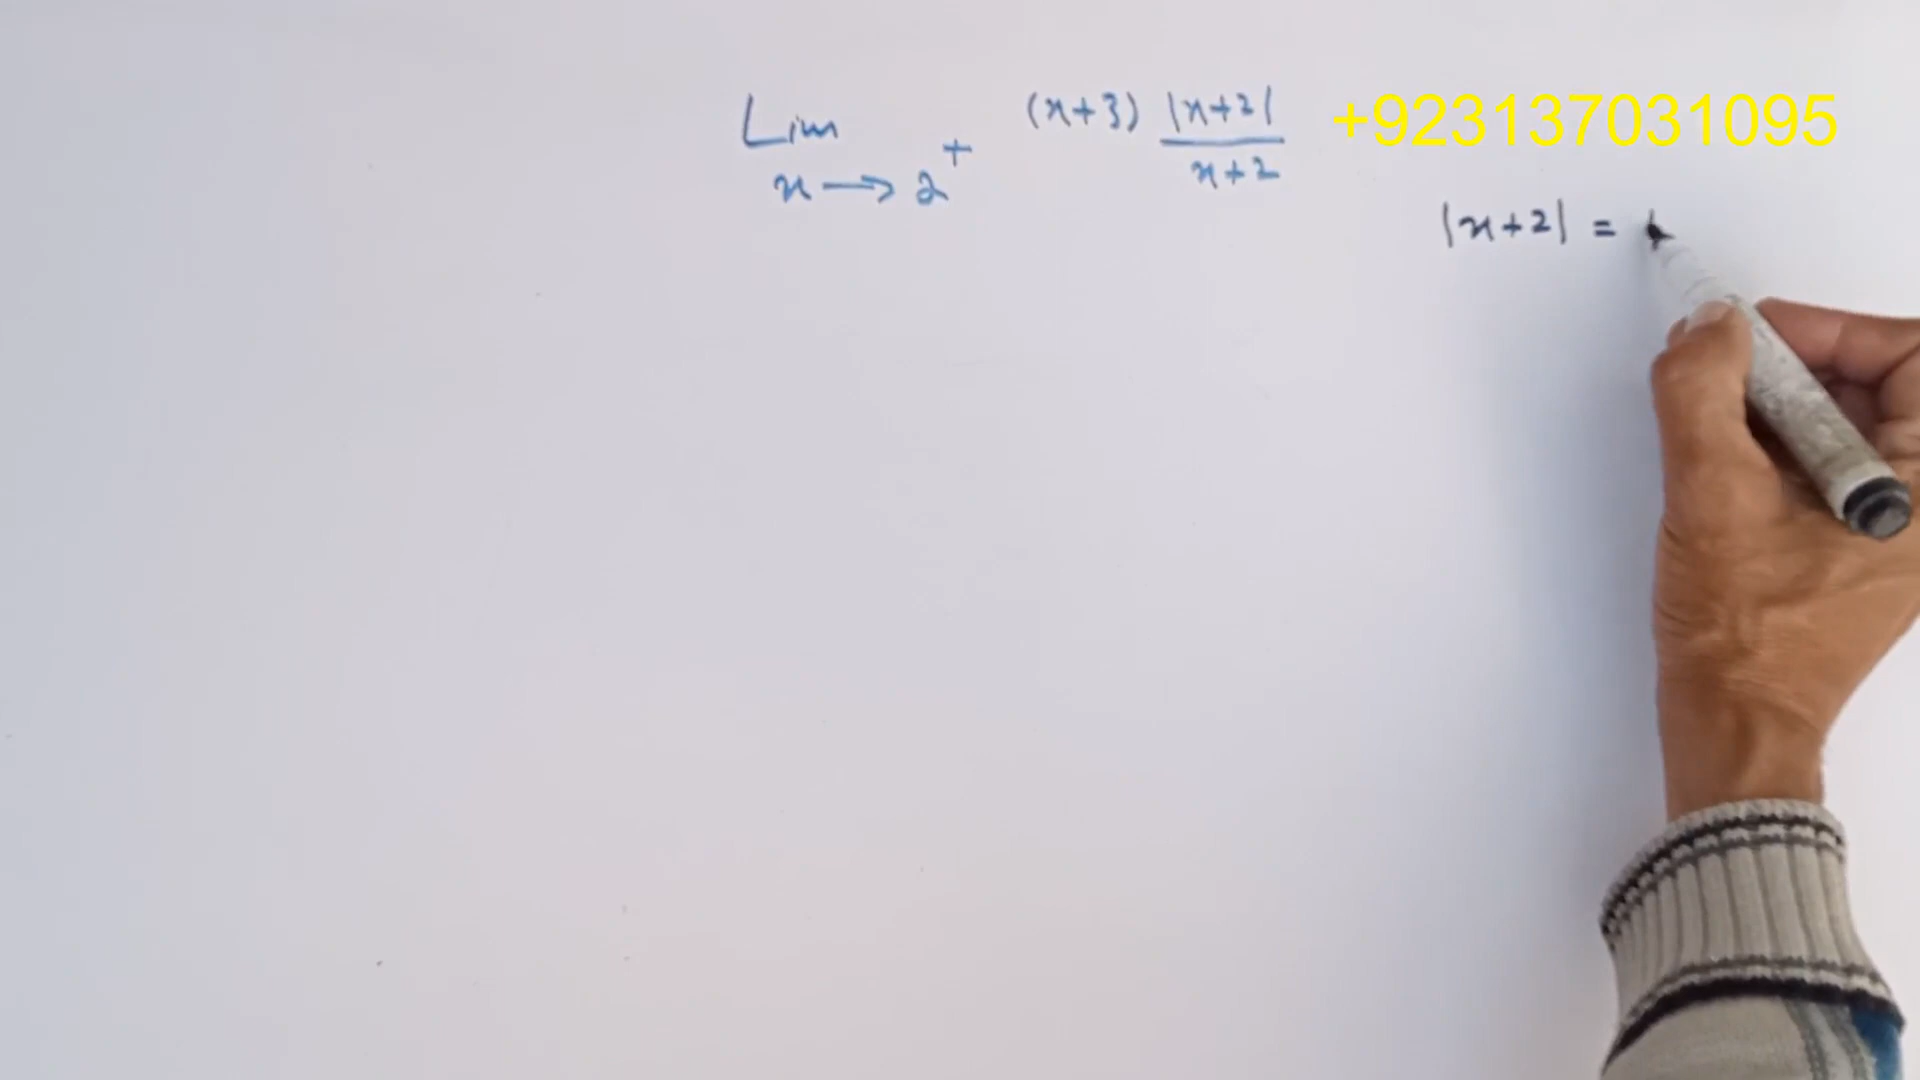 Lim x → 2⁺ (x+3) |x+2| / x+2
+923137031095
|x+2| =